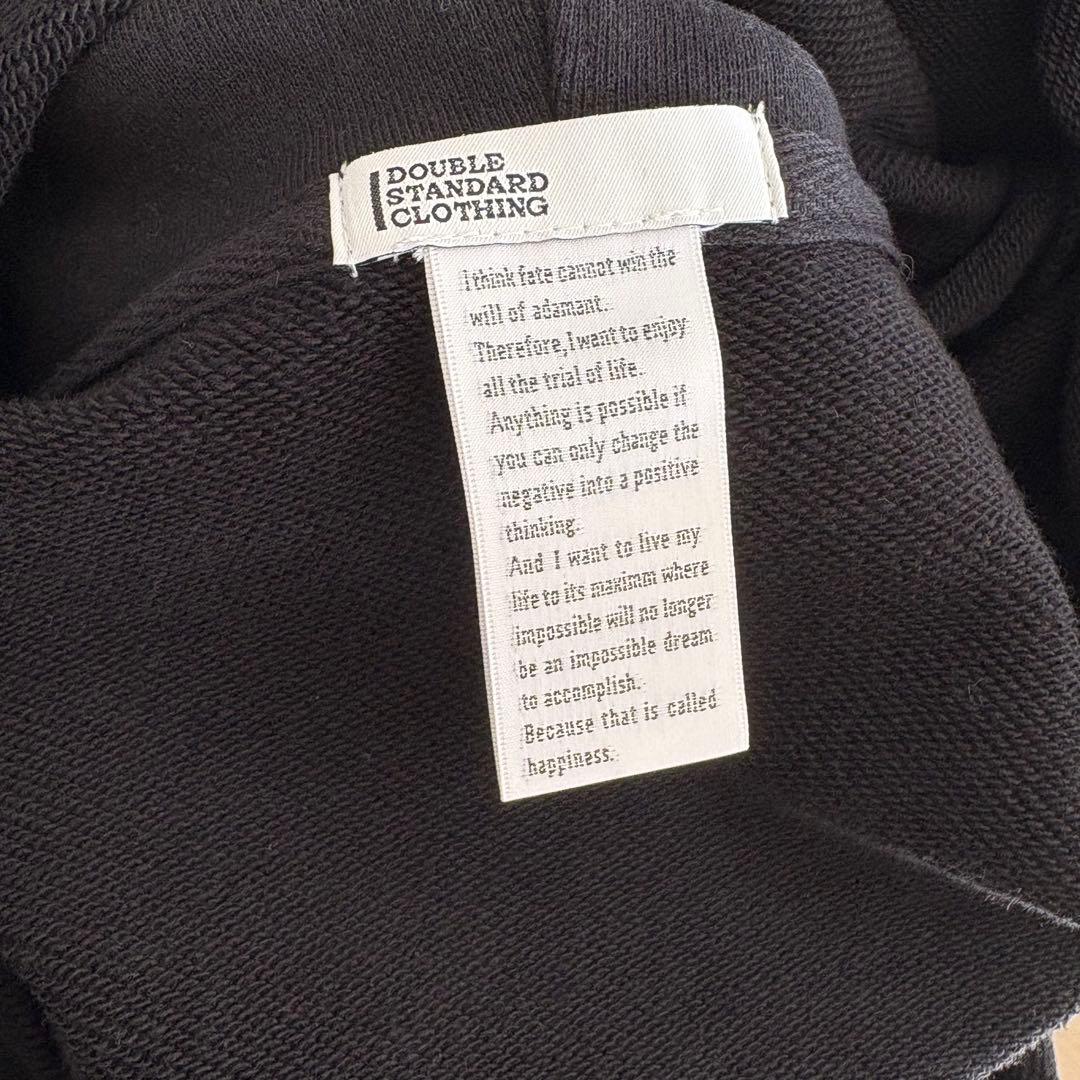 DOUBLE
STANDARD
CLOTHING
I think fate cannot win the
will of adamant.
Therefore, I want to enjoy
all the trial of life.
Anything is possible if
you can only change the
negative into a positive
thinking.
And I want to live my
life to its maximm where
impossible will no longer
be an impossible dream
to accomplish.
Because that is called
happiness.